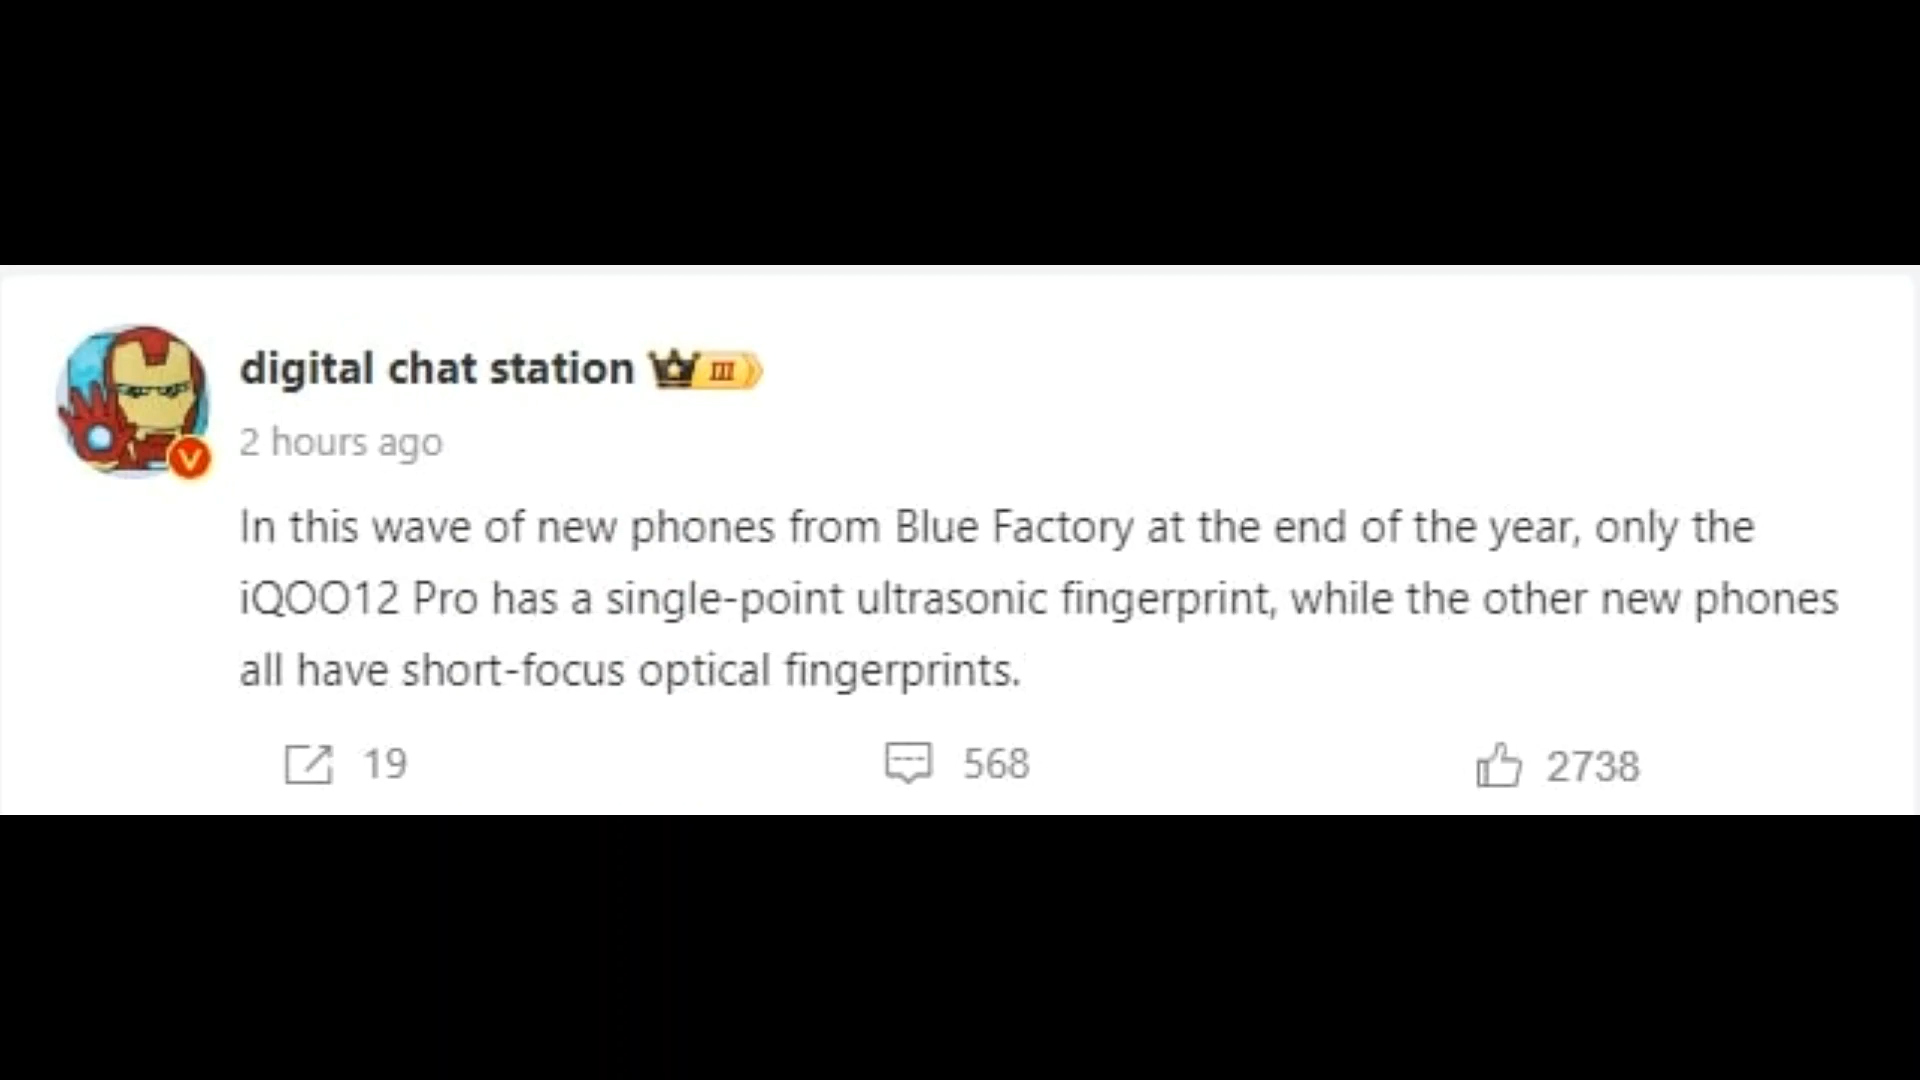 digital chat station III
2 hours ago
In this wave of new phones from Blue Factory at the end of the year, only the
iQOO12 Pro has a single-point ultrasonic fingerprint, while the other new phones
all have short-focus optical fingerprints.
19 568 2738